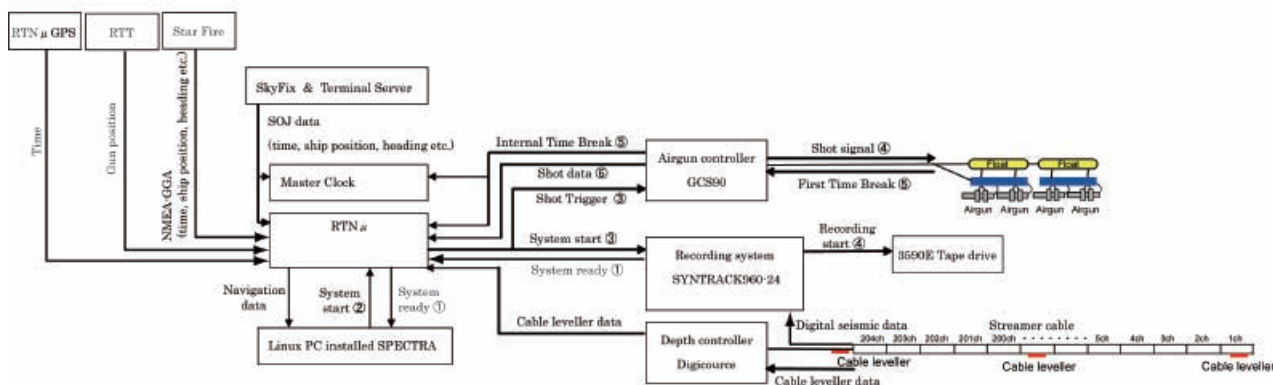 RTN μ GPS
RTT
Star Fire
Time
Gun position
NMEA-GGA
(time, ship position, heading etc.)
SkyFix & Terminal Server
SOJ data
(time, ship position, heading etc.)
Master Clock
RTN μ
Internal Time Break ⑤
Shot data ⑥
Shot Trigger ③
Airgun controller
GCS90
Shot signal ④
First Time Break ⑤
Float
Float
Airgun
Airgun
Airgun
Airgun
System start ③
System ready ①
Recording system
SYNTRACK960-24
Recording
start ④
3590E Tape drive
Navigation
data
System
start ②
System
ready ①
Linux PC installed SPECTRA
Cable leveller data
Depth controller
Digicourse
Digital seismic data
Streamer cable
204ch 203ch 202ch 201ch 200ch 5ch 4ch 3ch 2ch 1ch
Cable leveller
Cable leveller
Cable leveller
Cable leveller data